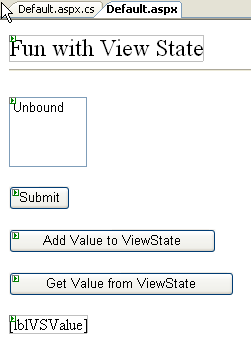 Default.aspx.cs Default.aspx
Fun with View State
Unbound
Submit
Add Value to ViewState
Get Value from ViewState
[lblVSValue]